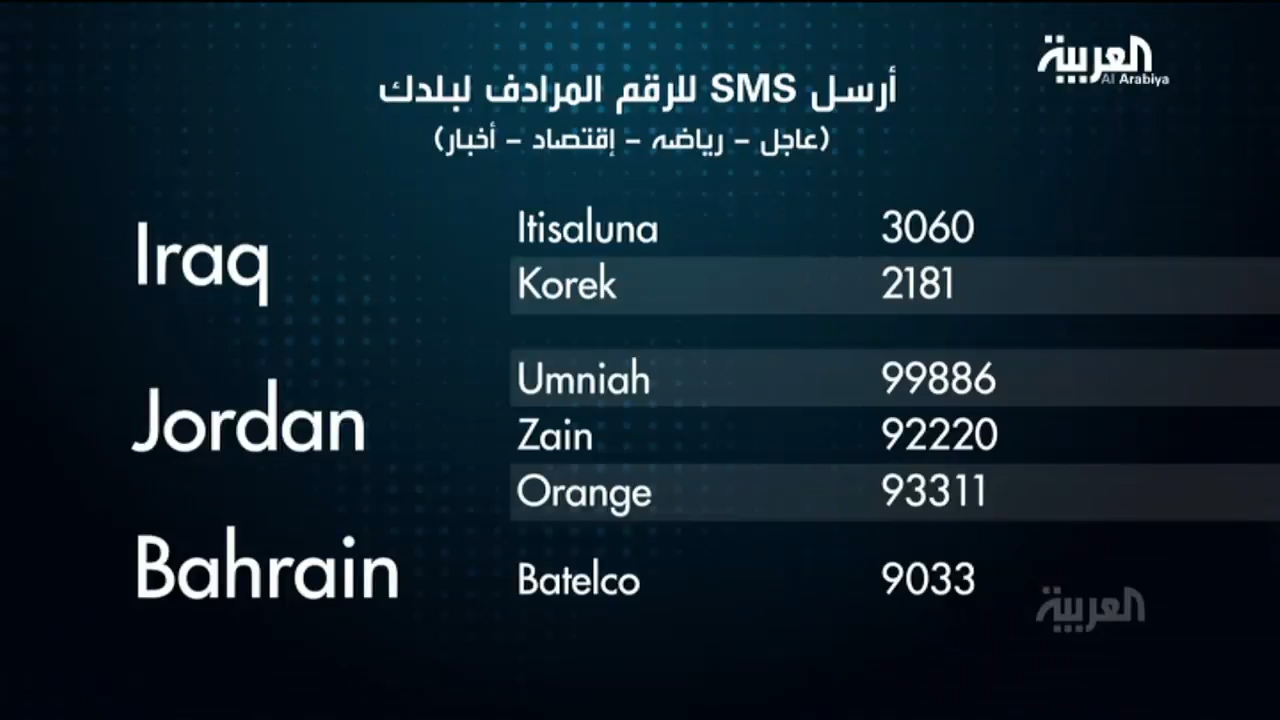 العربية
Al Arabiya
أرسل SMS للرقم المرادف لبلدك
(عاجل - رياضه - إقتصاد - أخبار)
Iraq
Itisaluna 3060
Korek 2181
Jordan
Umniah 99886
Zain 92220
Orange 93311
Bahrain
Batelco 9033
العربية